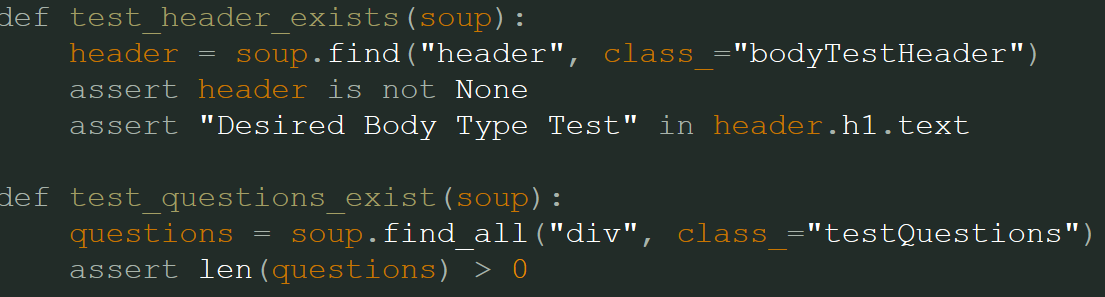 def test_header_exists(soup):
    header = soup.find("header", class_="bodyTestHeader")
    assert header is not None
    assert "Desired Body Type Test" in header.h1.text

def test_questions_exist(soup):
    questions = soup.find_all("div", class_="testQuestions")
    assert len(questions) > 0